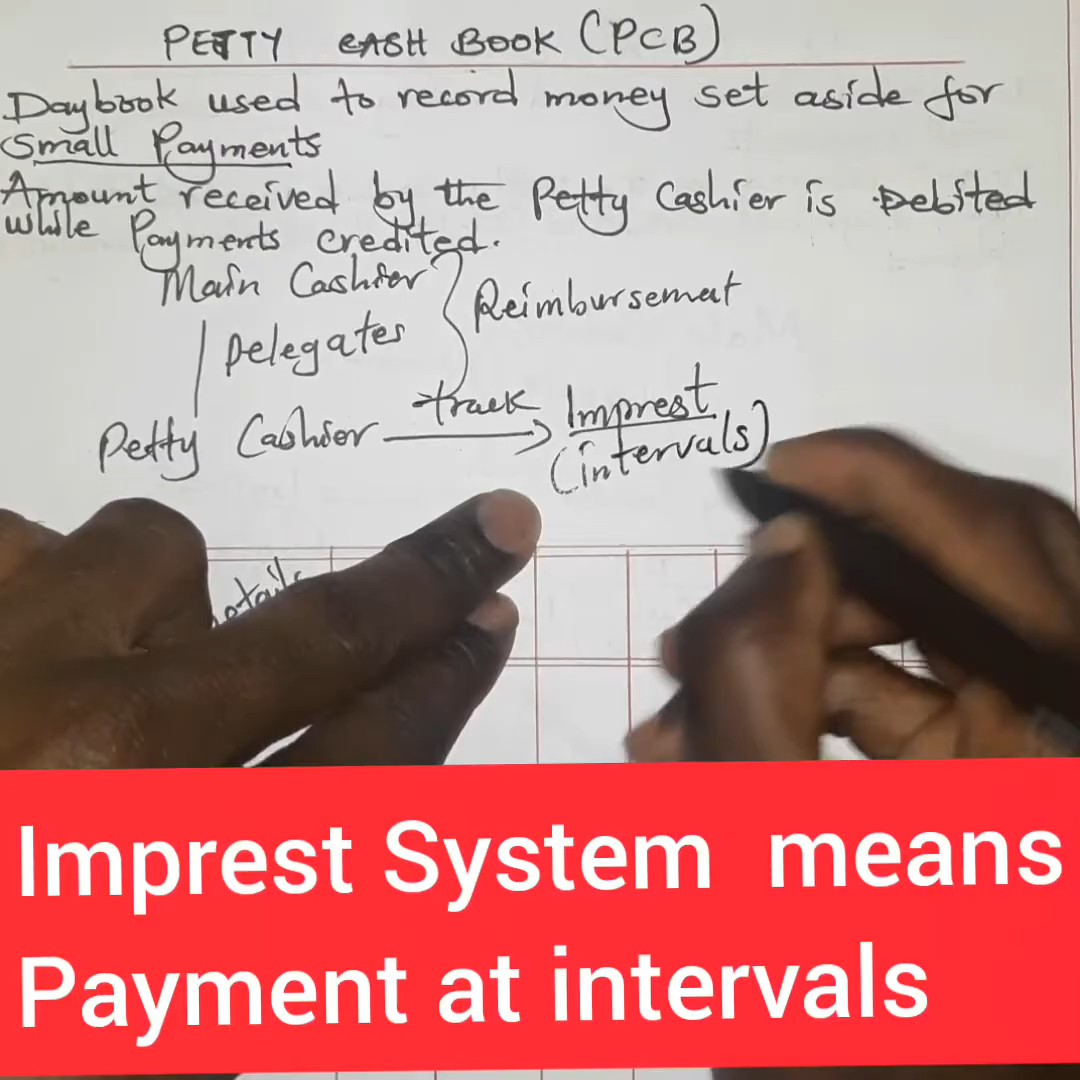 PETTY CASH BOOK (PCB)
Daybook used to record money set aside for
Small Payments
Amount received by the Petty Cashier is Debited
while Payments credited.
Main Cashier
Reimbursemat
Delegates
track
Petty Cashier
Imprest
(intervals)
Imprest System means
Payment at intervals